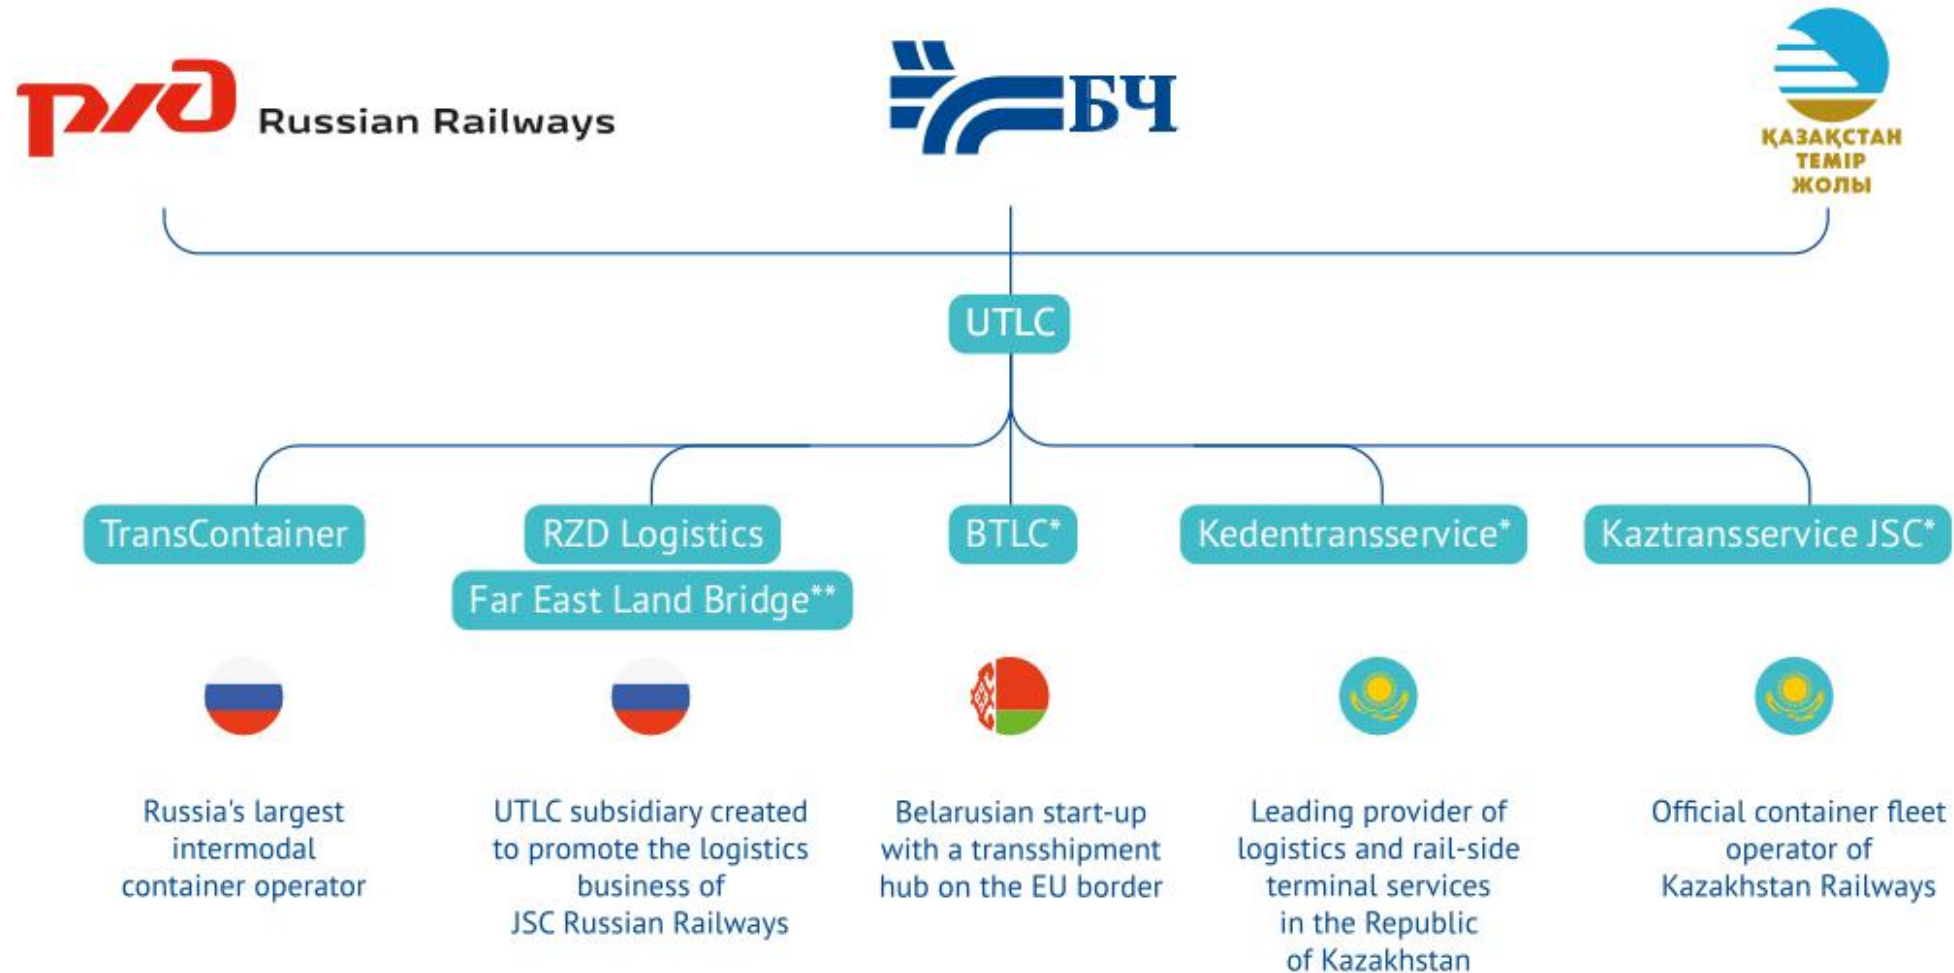 РЖД Russian Railways
БЧ
ҚАЗАҚСТАН
ТЕМІР
ЖОЛЫ
UTLC
TransContainer
RZD Logistics
BTLC*
Kedentransservice*
Kaztransservice JSC*
Far East Land Bridge**
Russia's largest
intermodal
container operator
UTLC subsidiary created
to promote the logistics
business of
JSC Russian Railways
Belarusian start-up
with a transshipment
hub on the EU border
Leading provider of
logistics and rail-side
terminal services
in the Republic
of Kazakhstan
Official container fleet
operator of
Kazakhstan Railways